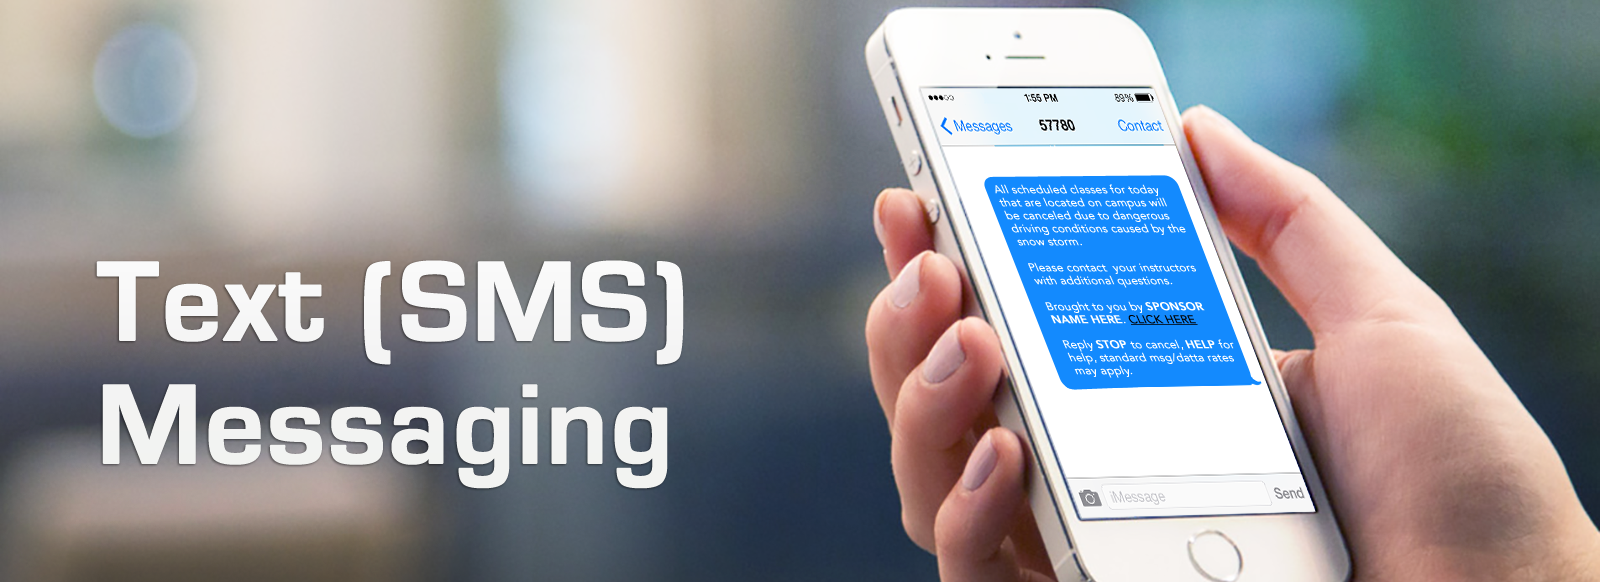 Text (SMS)
Messaging
1:55 PM
89%
Messages
57780
Contact
All scheduled classes for today
that are located on campus will
be canceled due to dangerous
driving conditions caused by the
snow storm.
Please contact your instructors
with additional questions.
Brought to you by SPONSOR
NAME HERE. CLICK HERE
Reply STOP to cancel, HELP for
help, standard msg/datta rates
may apply.
iMessage
Send